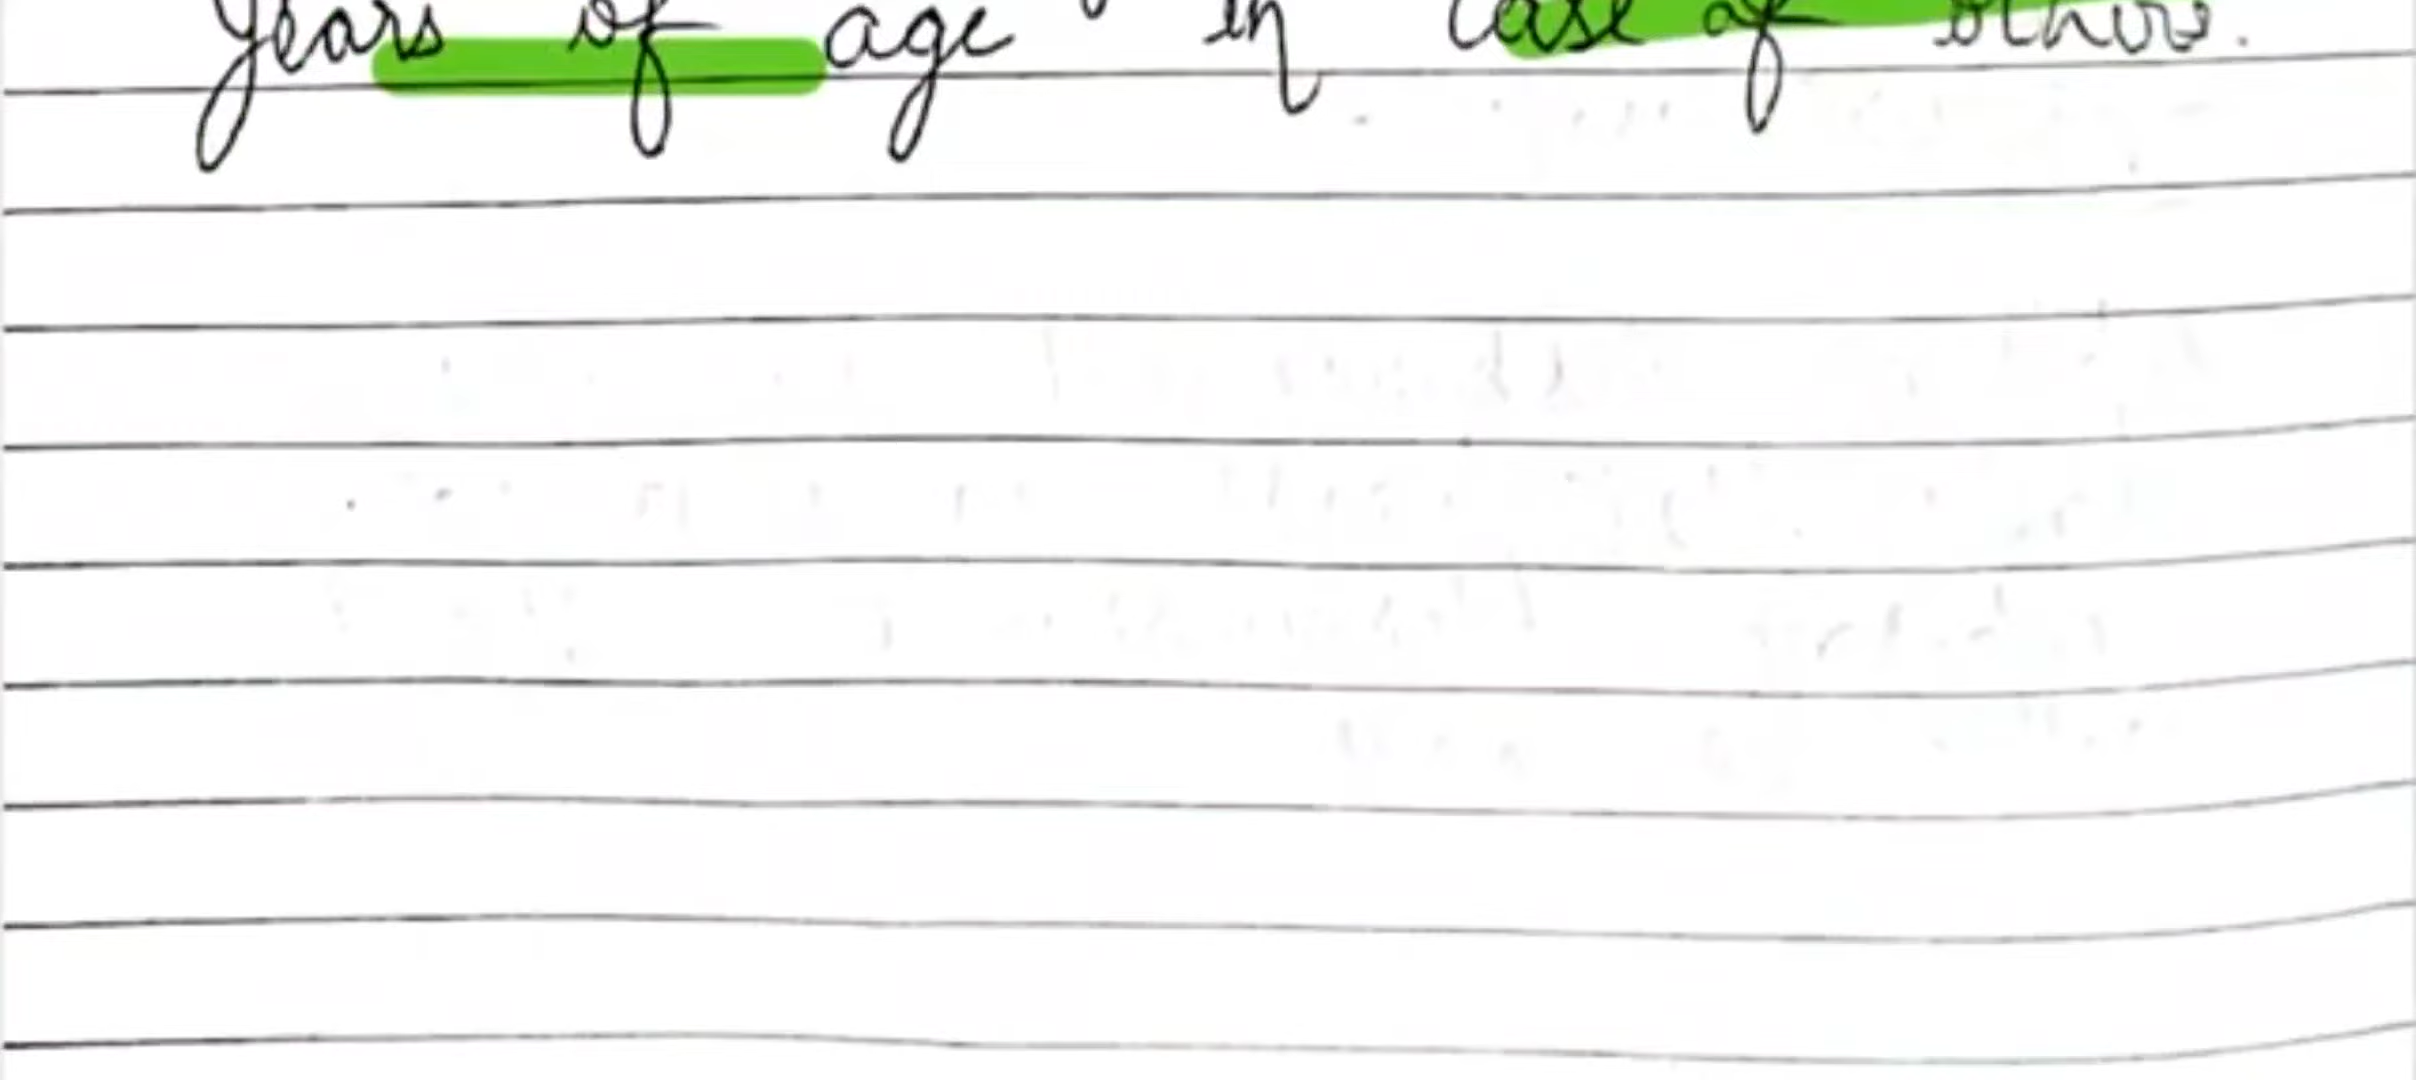 years of age in case of others.